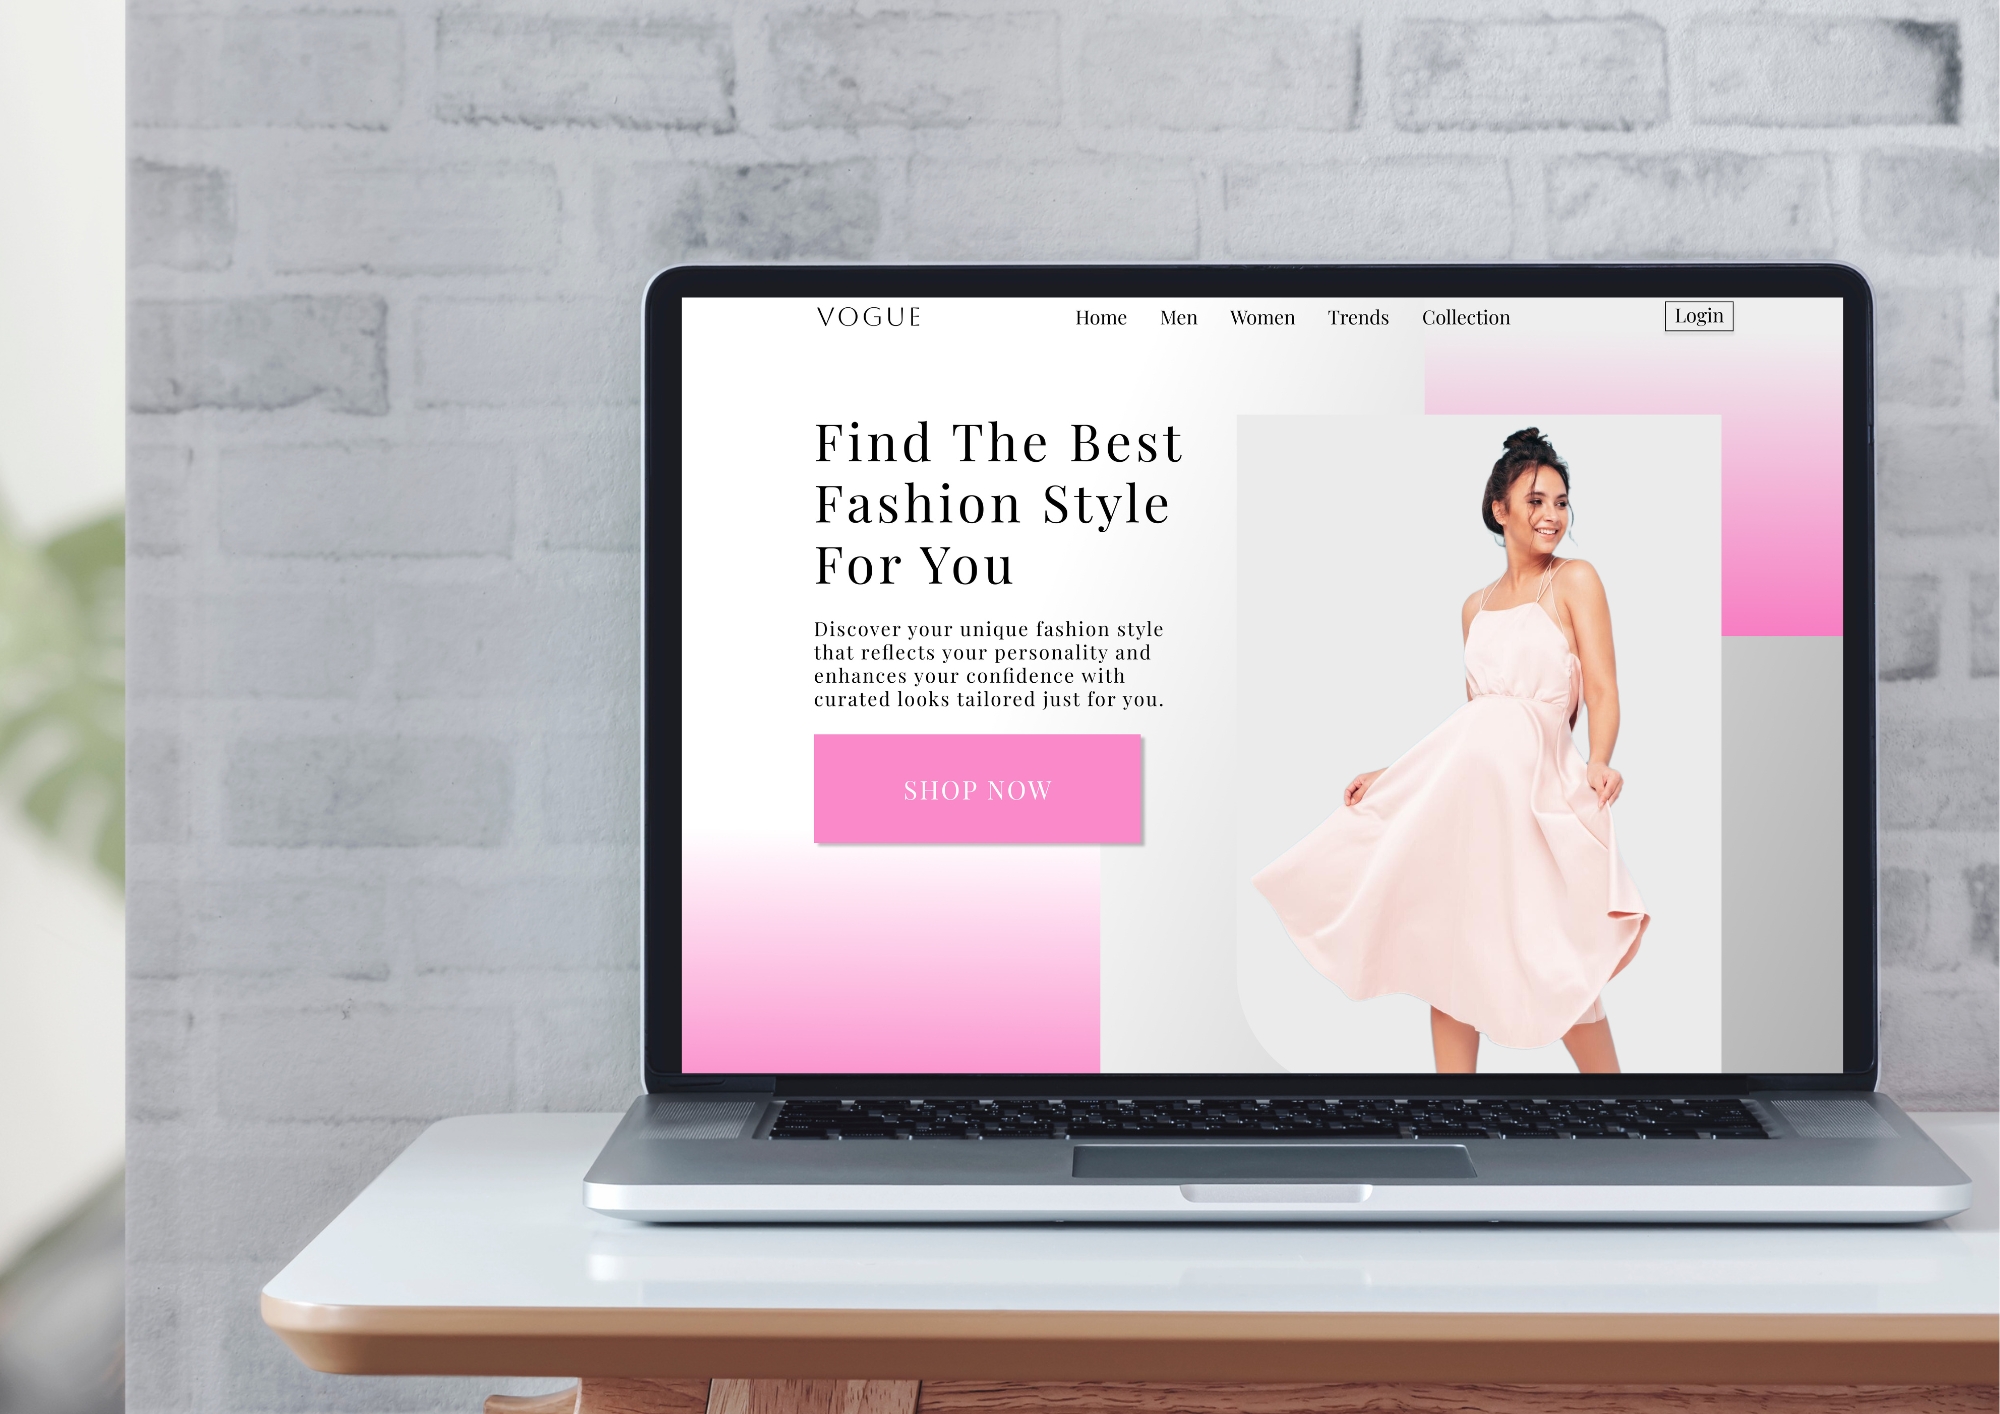 VOGUE
Home Men Women Trends Collection
Login
Find The Best
Fashion Style
For You
Discover your unique fashion style
that reflects your personality and
enhances your confidence with
curated looks tailored just for you.
SHOP NOW